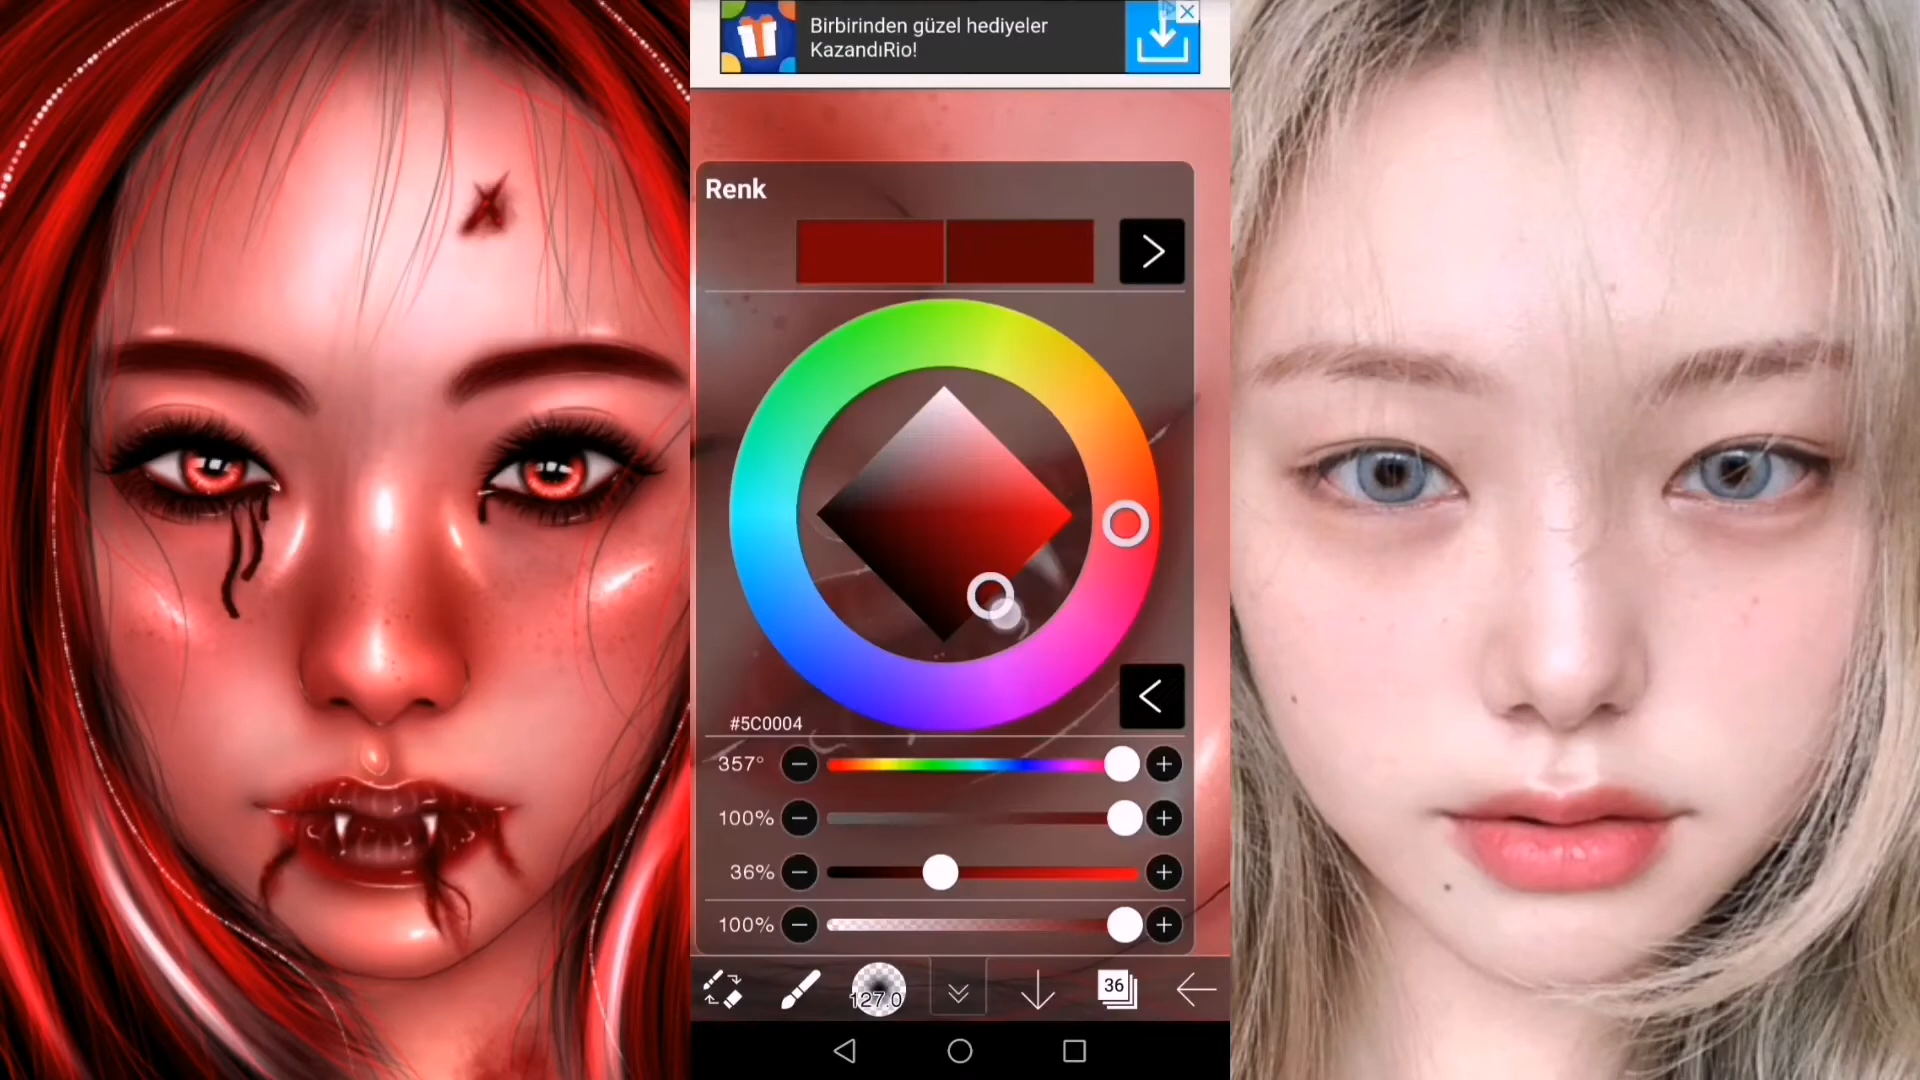 Birbirinden güzel hediyeler
KazandıRio!
Renk
#5C0004
357°
100%
36%
100%
127.0
36